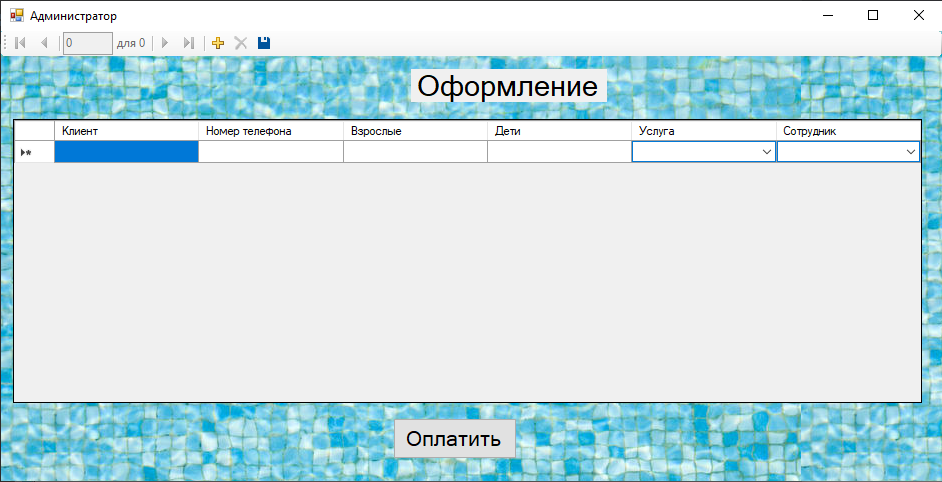 Администратор
0 для 0
Оформление
Клиент Номер телефона Взрослые Дети Услуга Сотрудник
Оплатить